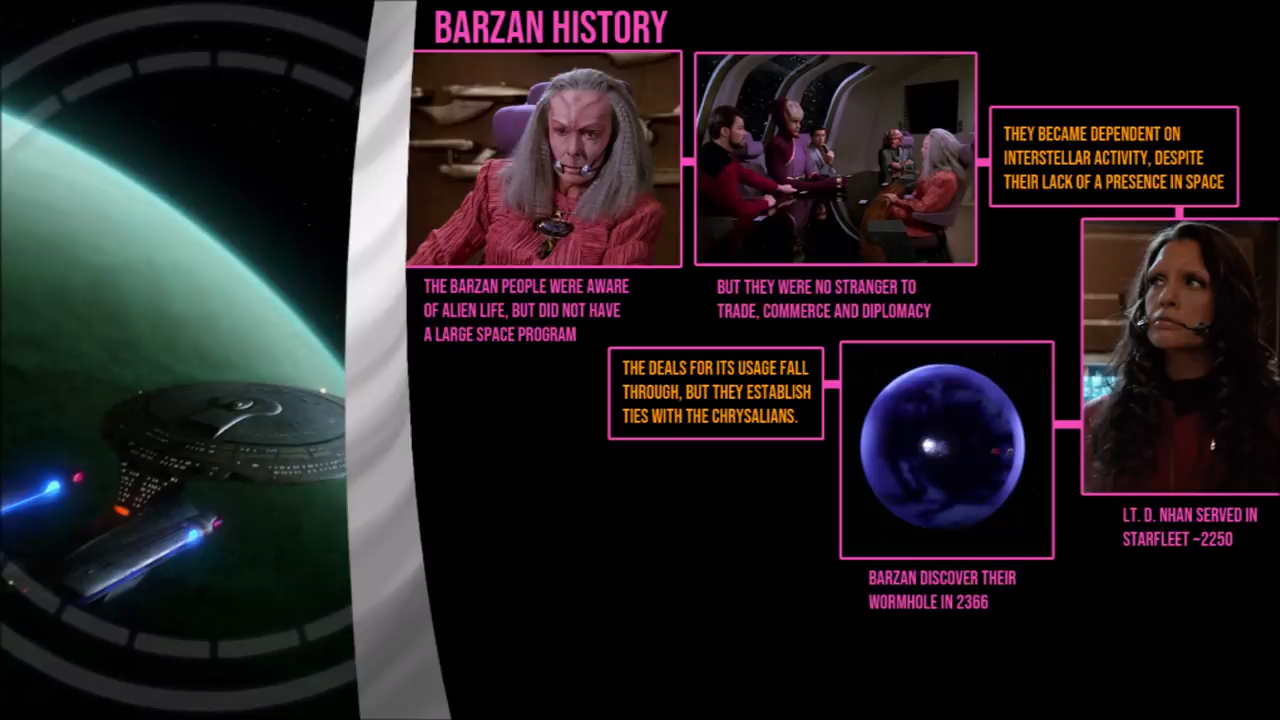 BARZAN HISTORY
THE BARZAN PEOPLE WERE AWARE
OF ALIEN LIFE, BUT DID NOT HAVE
A LARGE SPACE PROGRAM
BUT THEY WERE NO STRANGER TO
TRADE, COMMERCE AND DIPLOMACY
THEY BECAME DEPENDENT ON
INTERSTELLAR ACTIVITY, DESPITE
THEIR LACK OF A PRESENCE IN SPACE
LT. D. NHAN SERVED IN
STARFLEET ~2250
BARZAN DISCOVER THEIR
WORMHOLE IN 2366
THE DEALS FOR ITS USAGE FALL
THROUGH, BUT THEY ESTABLISH
TIES WITH THE CHRYSALIANS.